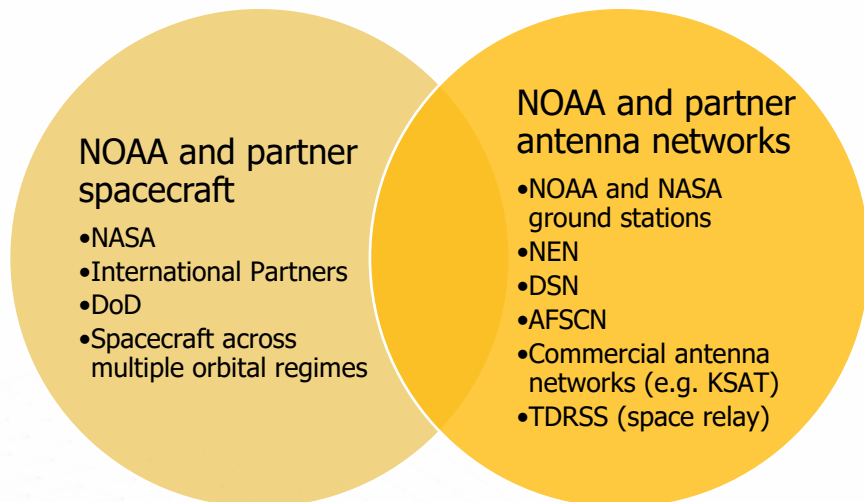 NOAA and partner
spacecraft
•NASA
•International Partners
•DoD
•Spacecraft across
multiple orbital regimes
NOAA and partner
antenna networks
•NOAA and NASA
ground stations
•NEN
•DSN
•AFSCN
•Commercial antenna
networks (e.g. KSAT)
•TDRSS (space relay)